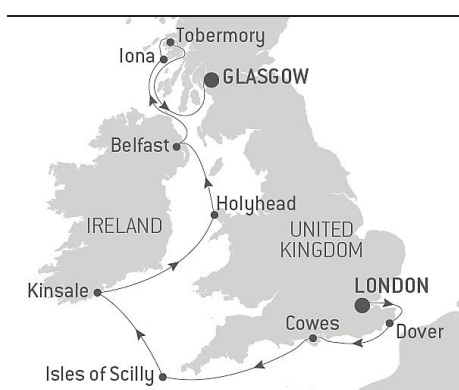 Tobermory
Iona
GLASGOW
Belfast
Holyhead
IRELAND
UNITED
KINGDOM
LONDON
Kinsale
Cowes
Dover
Isles of Scilly